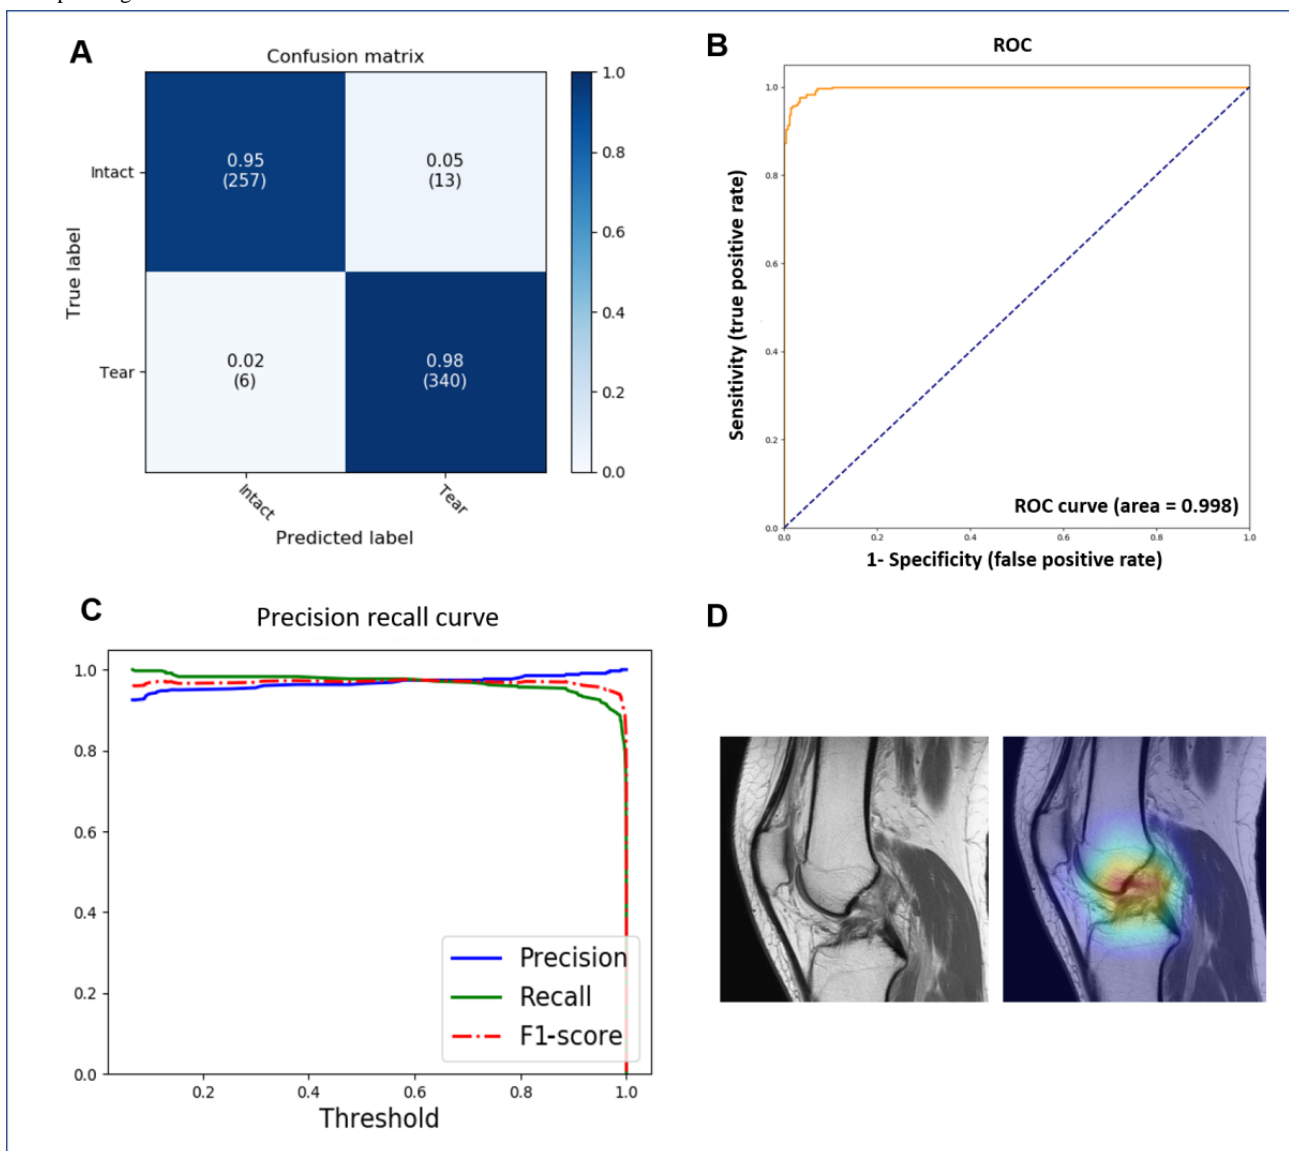 A
Confusion matrix
Intact
Tear
True label
0.95
(257)
0.05
(13)
0.02
(6)
0.98
(340)
Intact
Tear
Predicted label
1.0
0.8
0.6
0.4
0.2
0.0
B
ROC
1.0
0.8
0.6
0.4
0.2
0.0
Sensitivity (true positive rate)
ROC curve (area = 0.998)
0.0 0.2 0.4 0.6 0.8 1.0
1- Specificity (false positive rate)
C
Precision recall curve
1.0
0.8
0.6
0.4
0.2
0.0
Precision
Recall
F1-score
0.2 0.4 0.6 0.8 1.0
Threshold
D